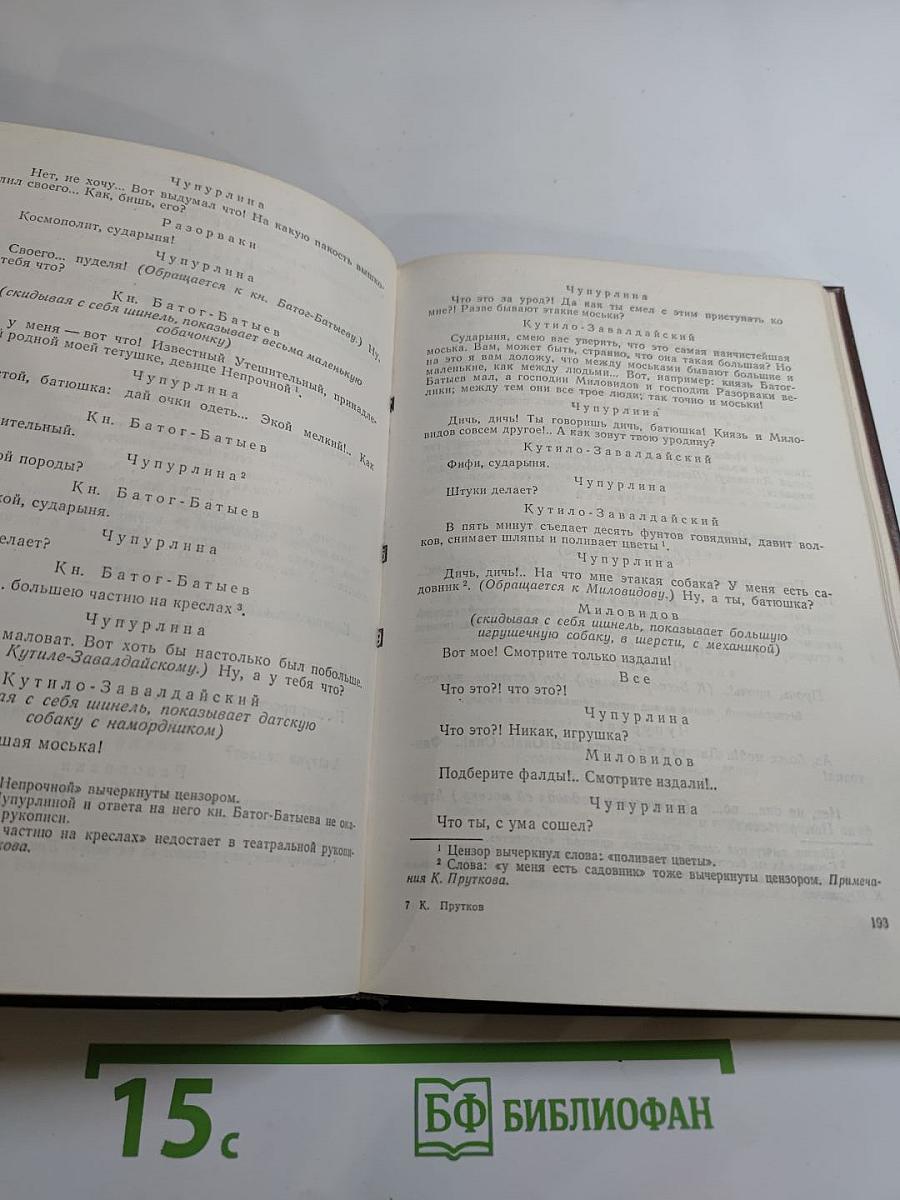 Чупурлина
Нет, не хочу... Вот выдумал что! На какую пакость вышко-
лил своего... Как, бишь, его?
Разорваки
Космополит, сударыня!
Чупурлина
Своего... пуделя! (Обращается к кн. Батог-Батыеву.) Ну,
тебя что?
Кн. Батог-Батыев
(скидывая с себя шинель, показывает весьма маленькую
собачонку)
у меня — вот что! Известный Утешительный, принадле-
родной моей тетушке, девице Непрочной ¹.
Чупурлина
стой, батюшка: дай очки одеть... Экой мелкий!.. Как
Кн. Батог-Батыев
ительный.
Чупурлина ²
ой породы?
Кн. Батог-Батыев
кой, сударыня.
Чупурлина
елает?
Кн. Батог-Батыев
.. большею частию на креслах ³.
Чупурлина
маловат. Вот хоть бы настолько был побольше.
Кутиле-Завалдайскому.) Ну, а у тебя что?
Кутило-Завалдайский
ая с себя шинель, показывает датскую
собаку с намордником)
шая моська!
Непрочной» вычеркнуты цензором.
Чупурлиной и ответа на него кн. Батог-Батыева не ока-
рукописи.
частию на креслах» недостает в театральной рукопи-
кова.
Чупурлина
Что это за урод?! Да как ты смел с этим приступать ко
мне?! Разве бывают этакие моськи?
Кутило-Завалдайский
Сударыня, смею вас уверить, что это самая наичистейшая
моська. Вам, может быть, странно, что она такая большая? Но
на это я вам доложу, что между моськами бывают большие и
маленькие, как между людьми... Вот, например: князь Батог-
Батыев мал, а господин Миловидов и господин Разорваки ве-
лики; между тем они все трое люди; так точно и моськи!
Чупурлина
Дичь, дичь! Ты говоришь дичь, батюшка! Князь и Мило-
видов совсем другое!.. А как зовут твою уродину?
Кутило-Завалдайский
Фифи, сударыня.
Чупурлина
Штуки делает?
Кутило-Завалдайский
В пять минут съедает десять фунтов говядины, давит вол-
ков, снимает шляпы и поливает цветы ¹.
Чупурлина
Дичь, дичь!.. На что мне этакая собака? У меня есть са-
довник ². (Обращается к Миловидову.) Ну, а ты, батюшка?
Миловидов
(скидывая с себя шинель, показывает большую
игрушечную собаку, в шерсти, с механикой)
Вот мое! Смотрите только издали!
Все
Что это?! что это?!
Чупурлина
Что это?! Никак, игрушка?
Миловидов
Подберите фалды!.. Смотрите издали!..
Чупурлина
Что ты, с ума сошел?
¹ Цензор вычеркнул слова: «поливает цветы».
² Слова: «у меня есть садовник» тоже вычеркнуты цензором. Примеча-
ния К. Пруткова.
7 К. Прутков
193
15с
БФ БИБЛИОФАН